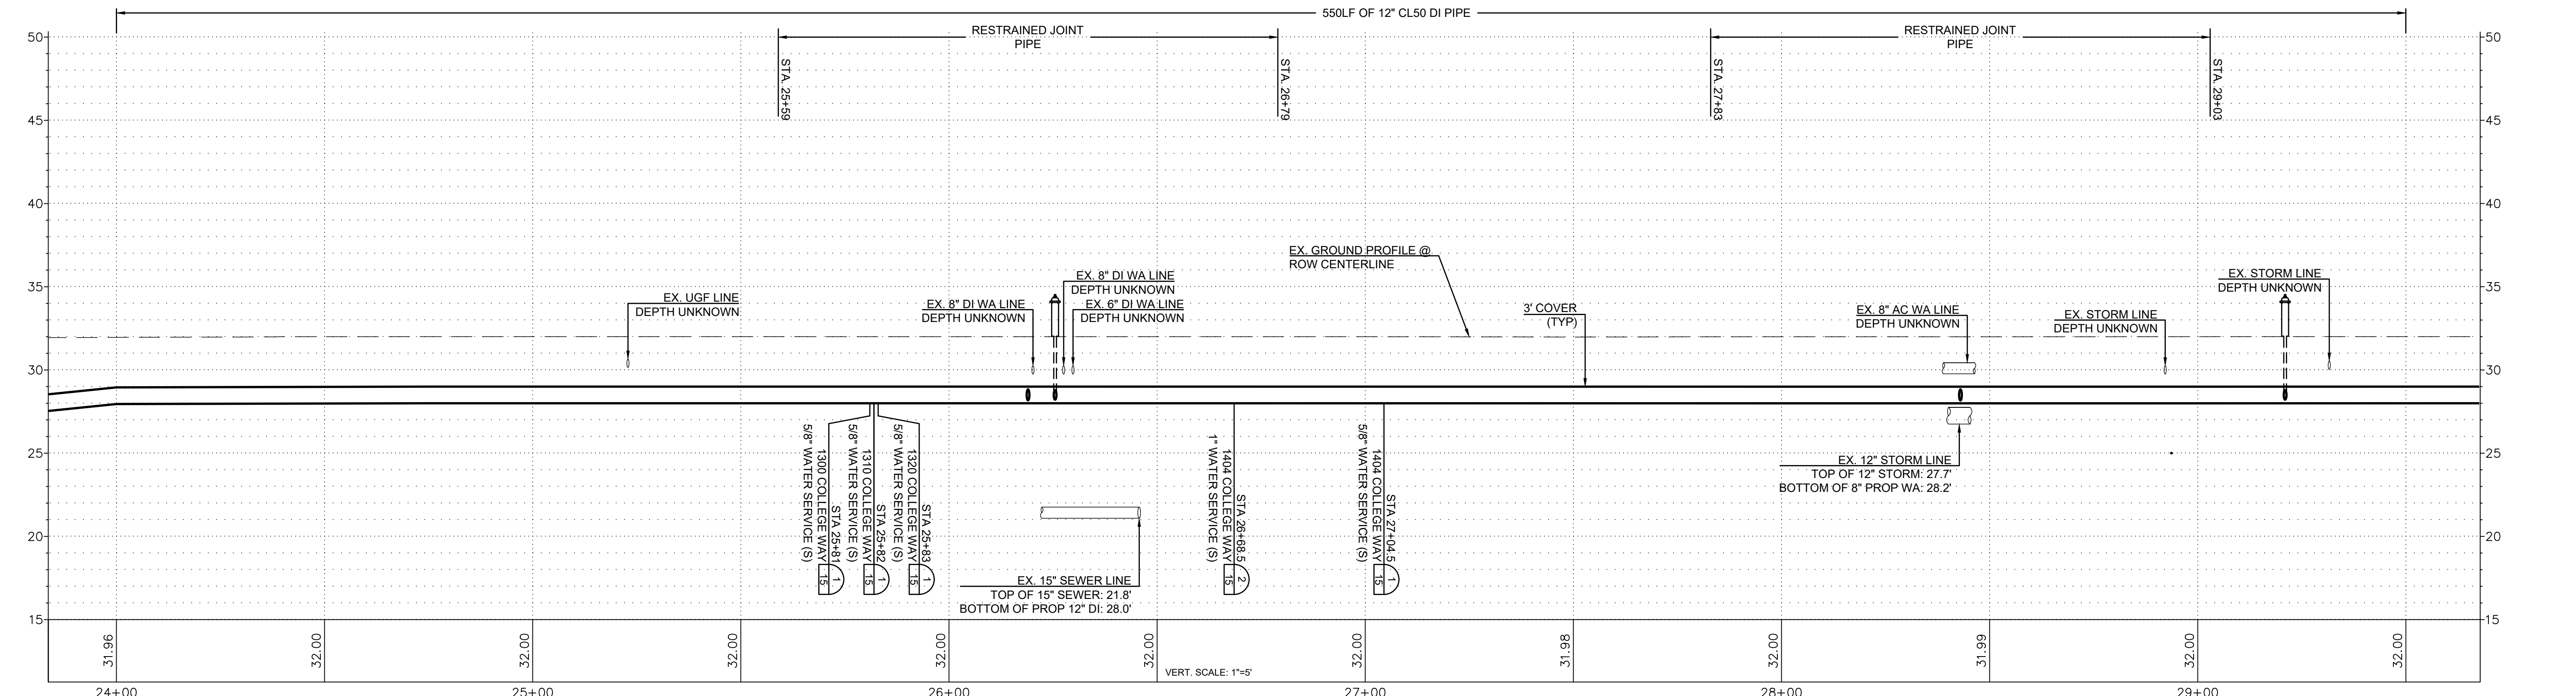 550LF OF 12" CL50 DI PIPE
RESTRAINED JOINT
PIPE
RESTRAINED JOINT
PIPE
STA. 25+59
STA. 26+79
STA. 27+83
STA. 29+03
50
45
40
35
30
25
20
15
50
45
40
35
30
25
20
15
EX. UGF LINE
DEPTH UNKNOWN
EX. 8" DI WA LINE
DEPTH UNKNOWN
EX. 8" DI WA LINE
DEPTH UNKNOWN
EX. 6" DI WA LINE
DEPTH UNKNOWN
EX. GROUND PROFILE @
ROW CENTERLINE
3' COVER
(TYP)
EX. 8" AC WA LINE
DEPTH UNKNOWN
EX. STORM LINE
DEPTH UNKNOWN
EX. STORM LINE
DEPTH UNKNOWN
STA 25+81
1300 COLLEGE WAY
5/8" WATER SERVICE (S)
1
15
STA 25+82
1310 COLLEGE WAY
5/8" WATER SERVICE (S)
1
15
STA 25+83
1320 COLLEGE WAY
5/8" WATER SERVICE (S)
1
15
EX. 15" SEWER LINE
TOP OF 15" SEWER: 21.8'
BOTTOM OF PROP 12" DI: 28.0'
STA 26+68.5
1404 COLLEGE WAY
1" WATER SERVICE (S)
2
15
STA 27+04.5
1404 COLLEGE WAY
5/8" WATER SERVICE (S)
1
15
EX. 12" STORM LINE
TOP OF 12" STORM: 27.7'
BOTTOM OF 8" PROP WA: 28.2'
31.96
32.00
32.00
32.00
32.00
32.00
32.00
31.98
32.00
31.99
32.00
32.00
VERT. SCALE: 1"=5'
24+00
25+00
26+00
27+00
28+00
29+00